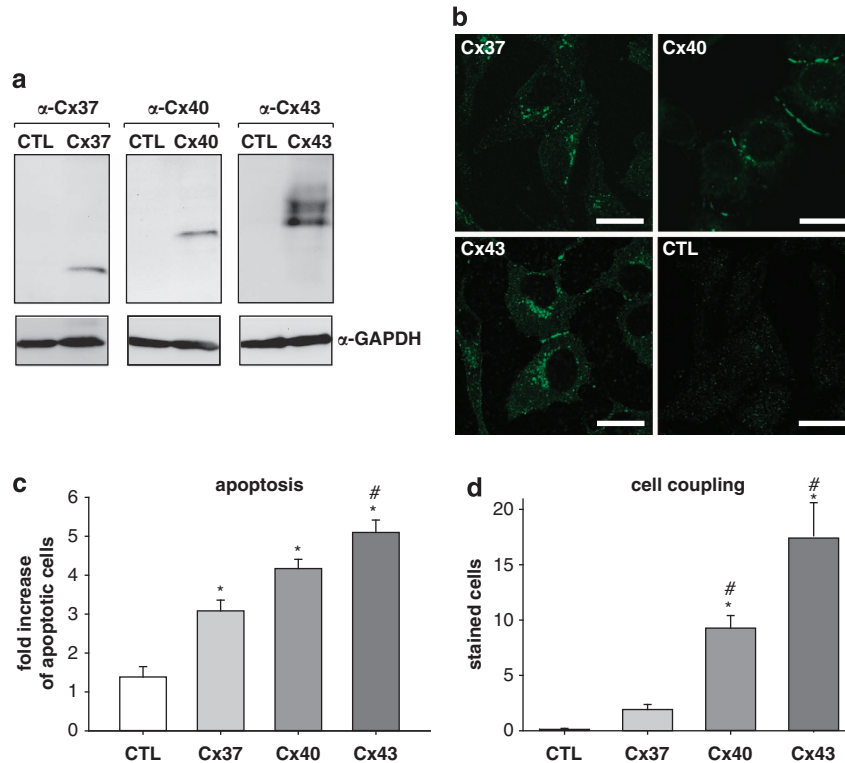 a
α-Cx37 α-Cx40 α-Cx43
CTL Cx37 CTL Cx40 CTL Cx43
α-GAPDH
b
Cx37 Cx40
Cx43 CTL
c
apoptosis
fold increase
of apoptotic cells
6
5
4
3
2
1
0
*
*
#
*
CTL Cx37 Cx40 Cx43
d
cell coupling
stained cells
20
15
10
5
0
#
*
#
*
CTL Cx37 Cx40 Cx43